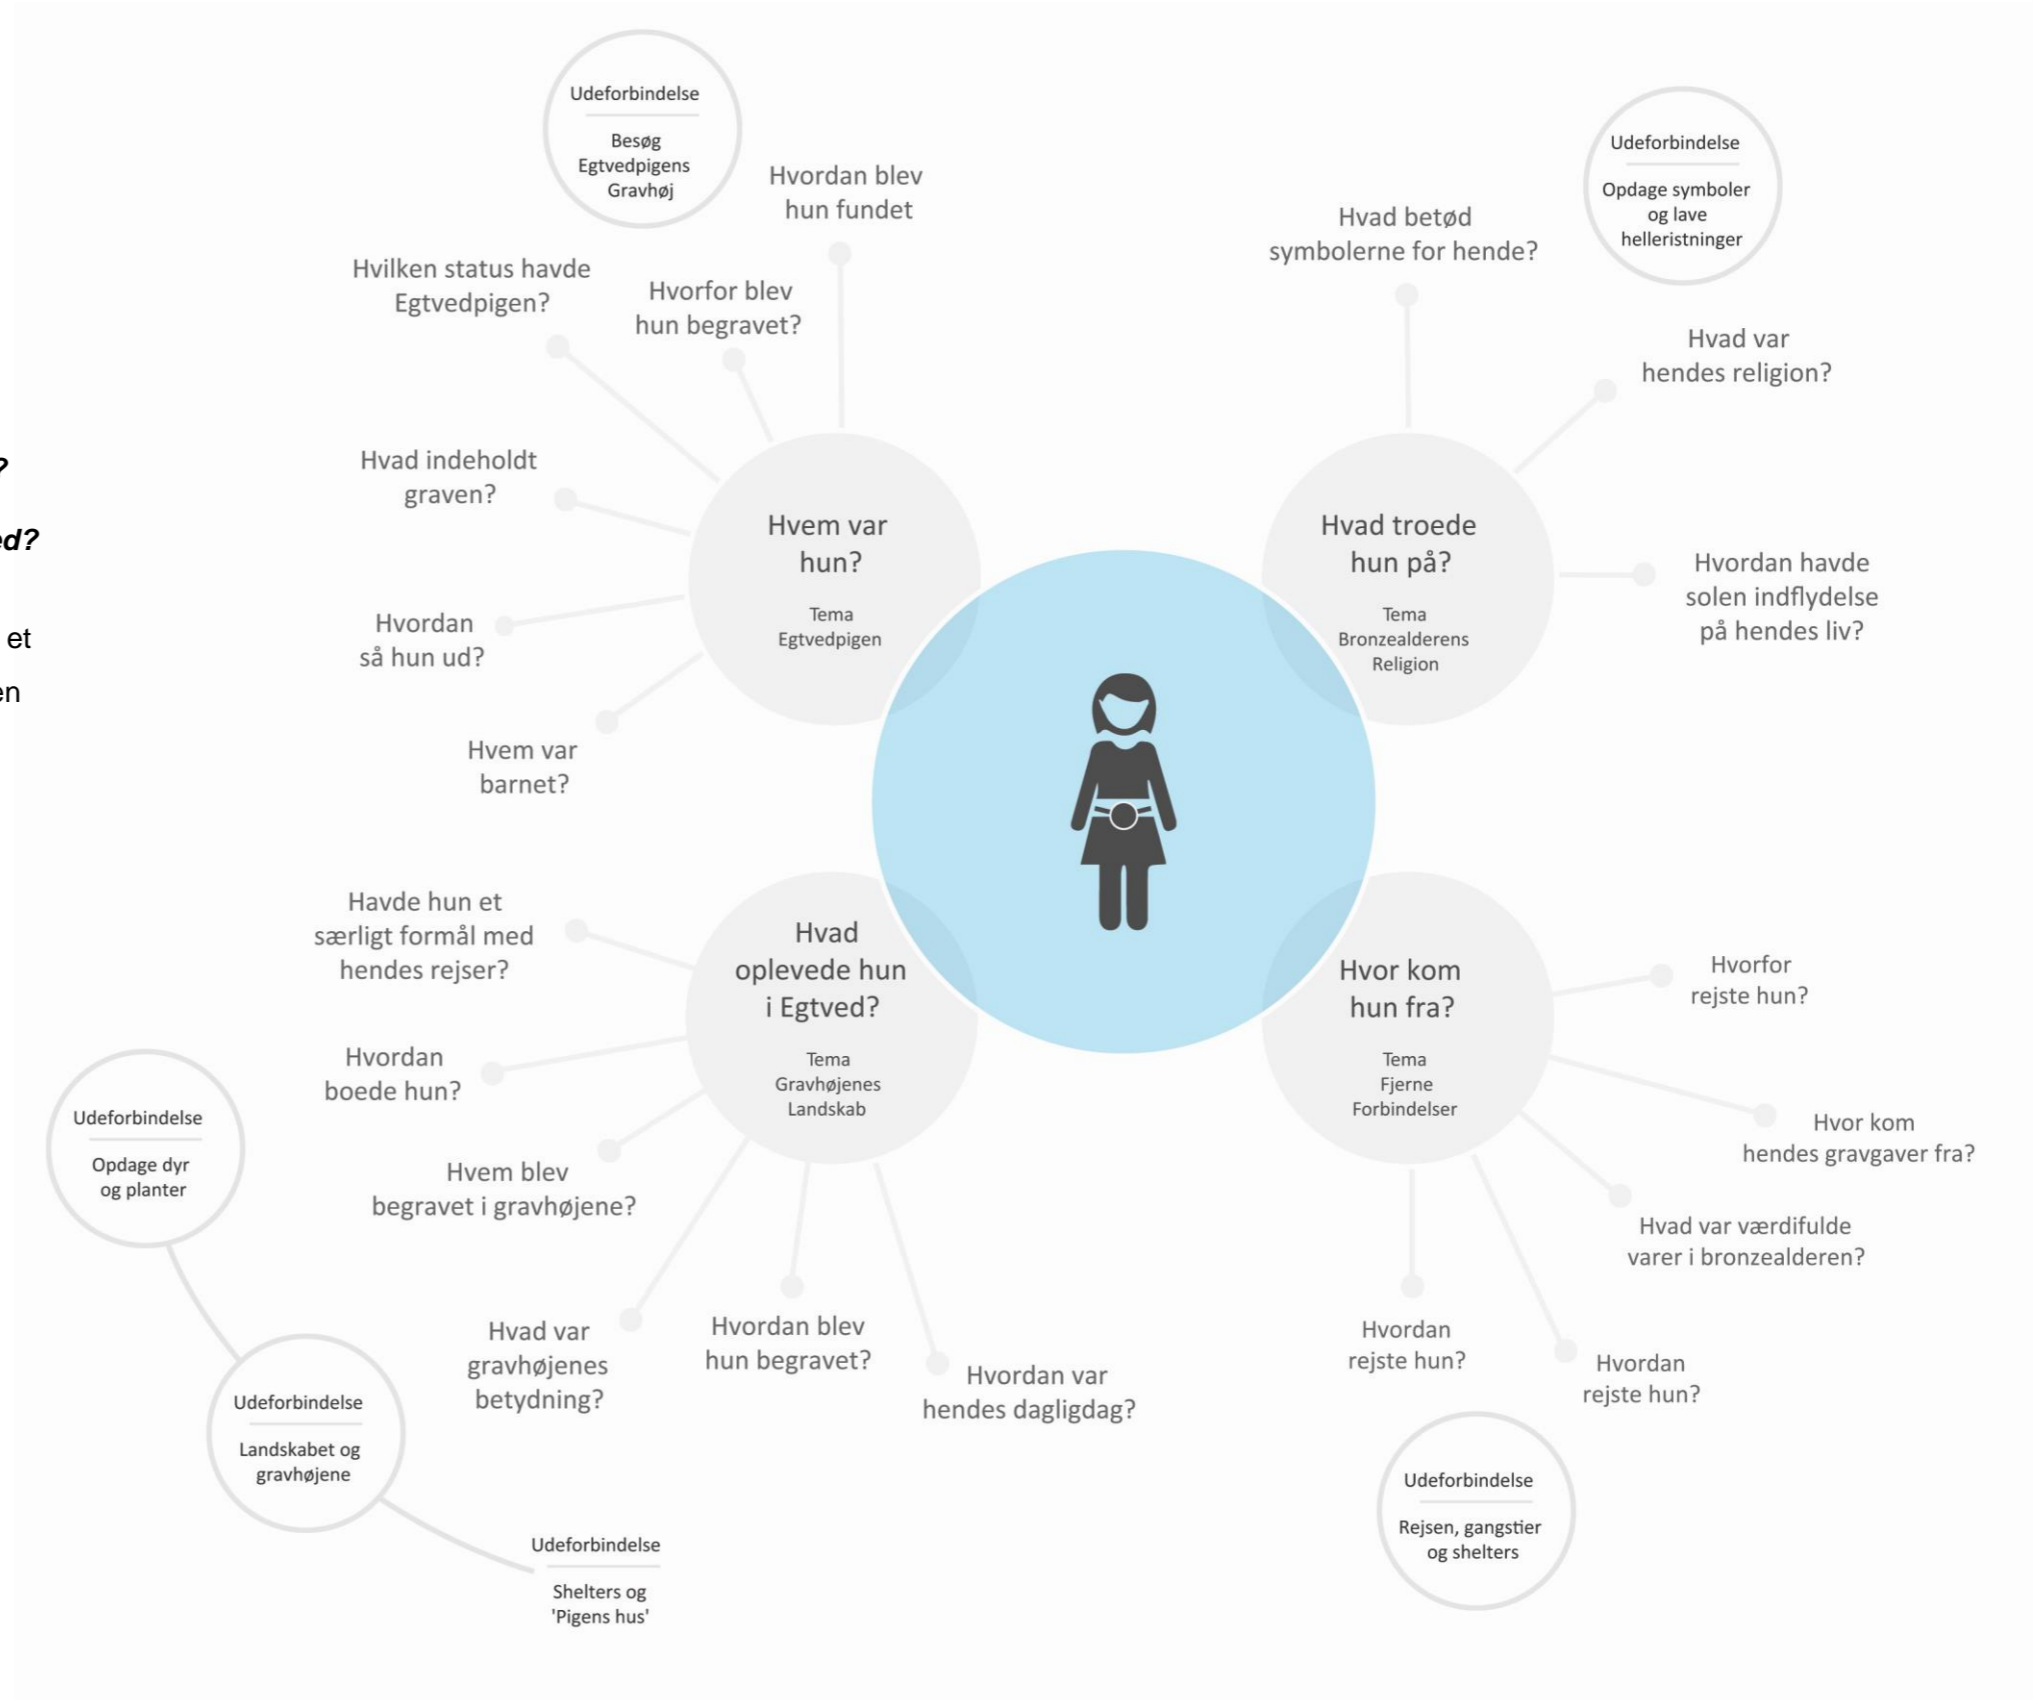 Udeforbindelse
Besøg
Egtvedpigens
Gravhøj
Hvordan blev
hun fundet
Hvilken status havde
Egtvedpigen?
Hvorfor blev
hun begravet?
Hvad indeholdt
graven?
Hvordan
så hun ud?
Hvem var
barnet?
Hvem var
hun?
Tema
Egtvedpigen
?
ed?
et
en
Udeforbindelse
Opdage symboler
og lave
helleristninger
Hvad betød
symbolerne for hende?
Hvad var
hendes religion?
Hvordan havde
solen indflydelse
på hendes liv?
Hvad troede
hun på?
Tema
Bronzealderens
Religion
Havde hun et
særligt formål med
hendes rejser?
Hvordan
boede hun?
Hvem blev
begravet i gravhøjene?
Hvad var
gravhøjenes
betydning?
Hvordan blev
hun begravet?
Hvordan var
hendes dagligdag?
Hvad
oplevede hun
i Egtved?
Tema
Gravhøjenes
Landskab
Udeforbindelse
Opdage dyr
og planter
Udeforbindelse
Landskabet og
gravhøjene
Udeforbindelse
Shelters og
'Pigens hus'
Hvor kom
hun fra?
Tema
Fjerne
Forbindelser
Hvorfor
rejste hun?
Hvor kom
hendes gravgaver fra?
Hvad var værdifulde
varer i bronzealderen?
Hvordan
rejste hun?
Hvordan
rejste hun?
Udeforbindelse
Rejsen, gangstier
og shelters